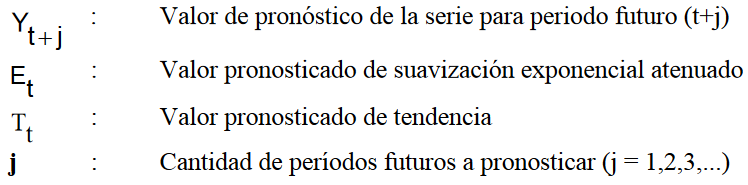 Y_{t+j} : Valor de pronóstico de la serie para periodo futuro (t+j)
E_t : Valor pronosticado de suavización exponencial atenuado
T_t : Valor pronosticado de tendencia
j : Cantidad de períodos futuros a pronosticar (j = 1,2,3,...)